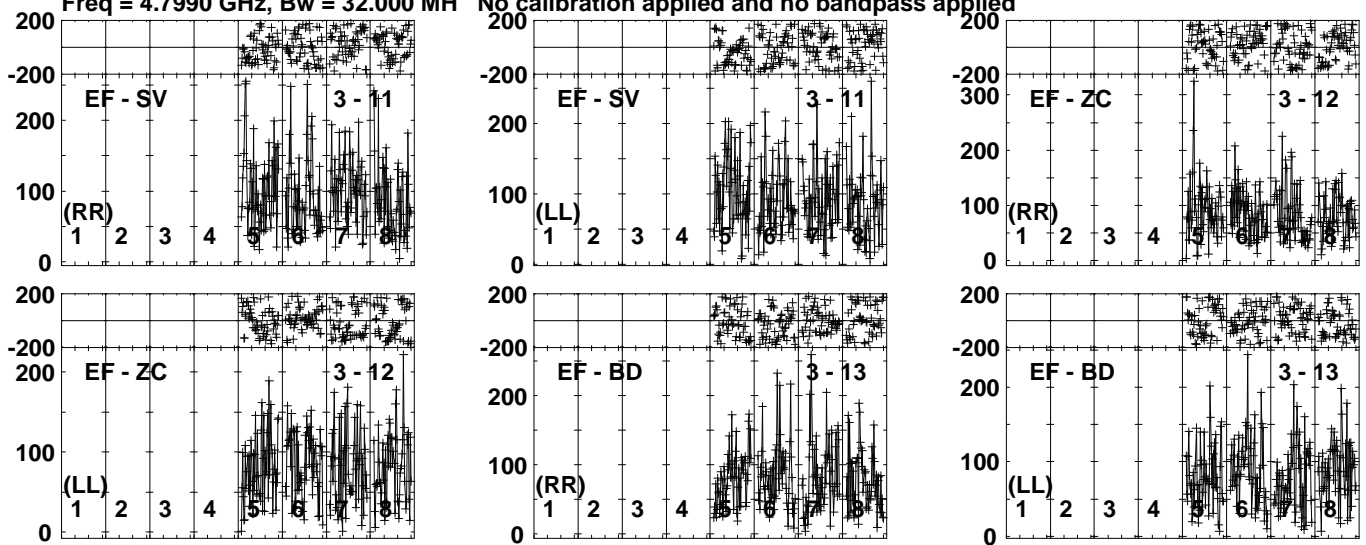 Freq = 4.7990 GHz, Bw = 32.000 MH No calibration applied and no bandpass applied
200
-200
EF - SV 3 - 11
200
100
(RR)
1 2 3 4 5 6 7 8
0
-200
EF - SV 3 - 11
200
200
100
(LL)
1 2 3 4 5 6 7 8
0
200
-200
EF - ZC 3 - 12
300
200
100
(RR)
1 2 3 4 5 6 7 8
0
200
-200
EF - ZC 3 - 12
200
100
(LL)
1 2 3 4 5 6 7 8
0
200
-200
EF - BD 3 - 13
200
100
(RR)
1 2 3 4 5 6 7 8
0
200
-200
EF - BD 3 - 13
200
100
(LL)
1 2 3 4 5 6 7 8
0